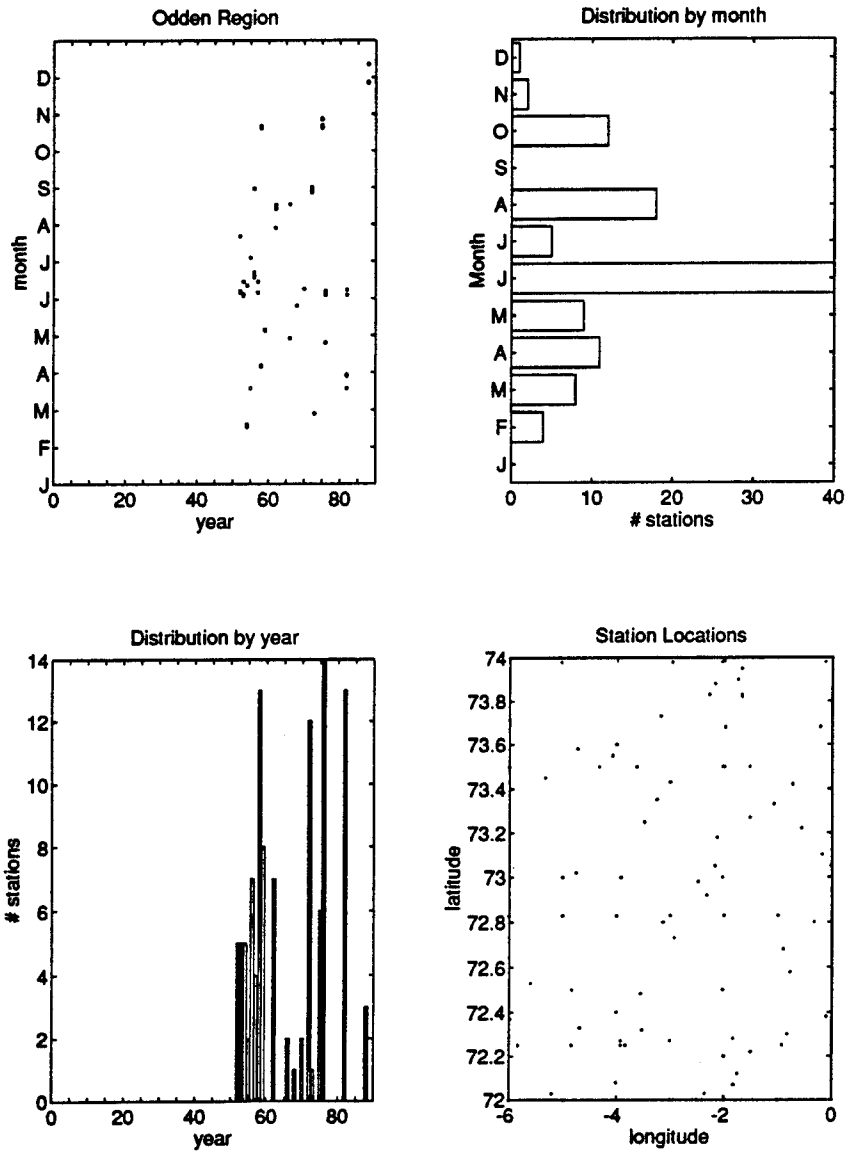 Odden Region
D
N
O
S
A
J
J
M
A
M
F
J
month
0 20 40 60 80
year
Distribution by month
D
N
O
S
A
J
J
M
A
M
F
J
Month
0 10 20 30 40
# stations
Distribution by year
14
12
10
8
6
4
2
0
# stations
0 20 40 60 80
year
Station Locations
74
73.8
73.6
73.4
73.2
73
72.8
72.6
72.4
72.2
72
latitude
-6 -4 -2 0
longitude